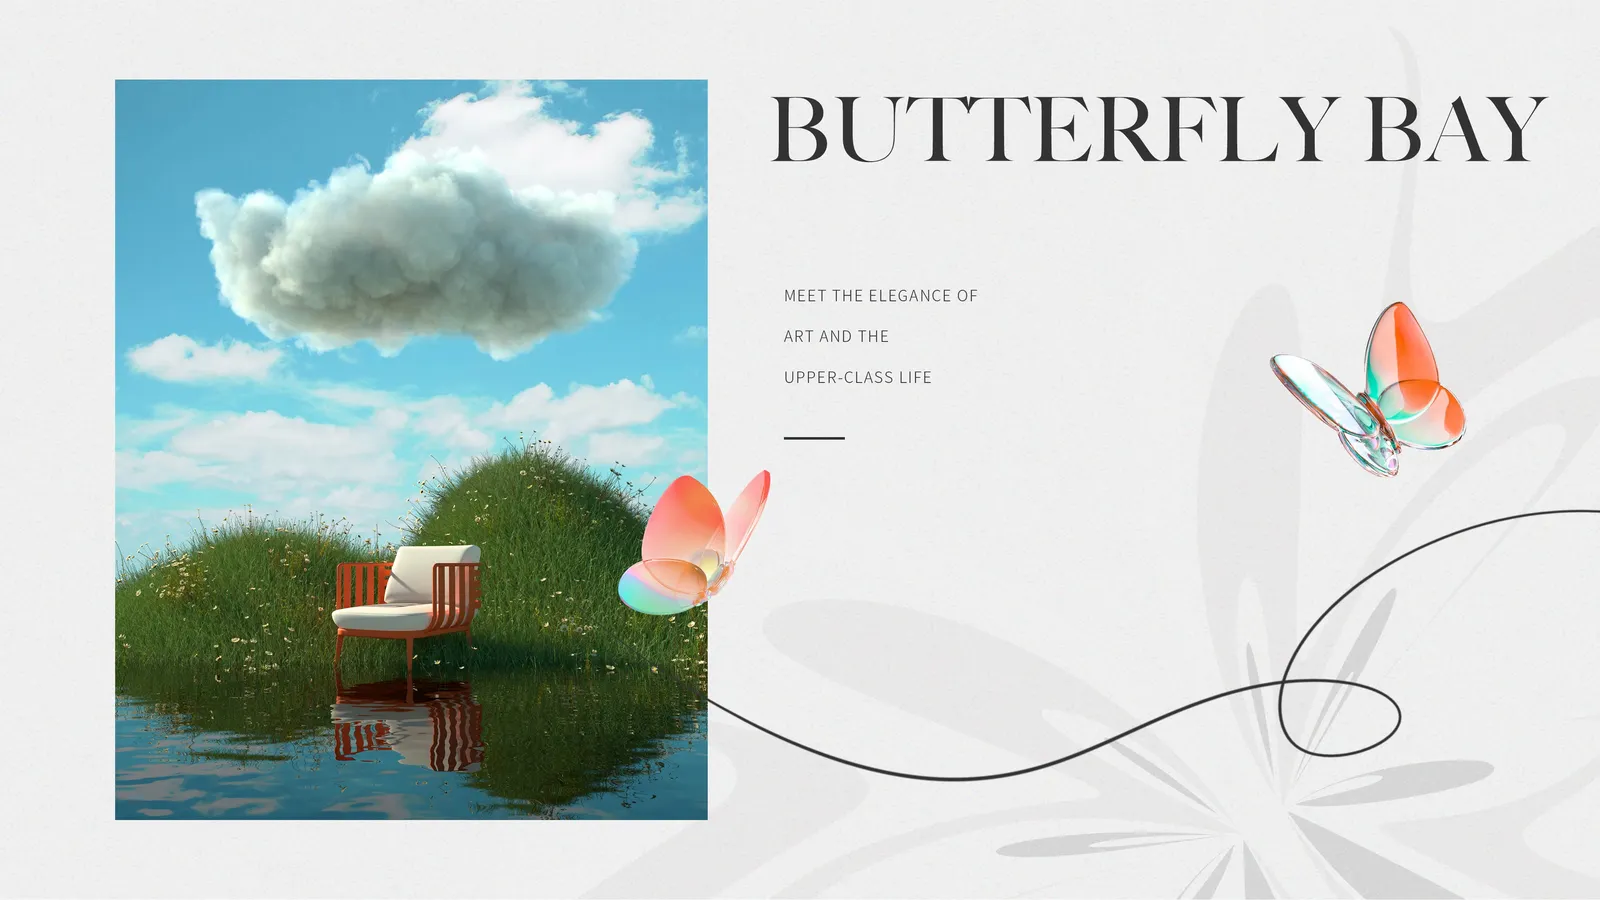 BUTTERFLY BAY
MEET THE ELEGANCE OF
ART AND THE
UPPER-CLASS LIFE